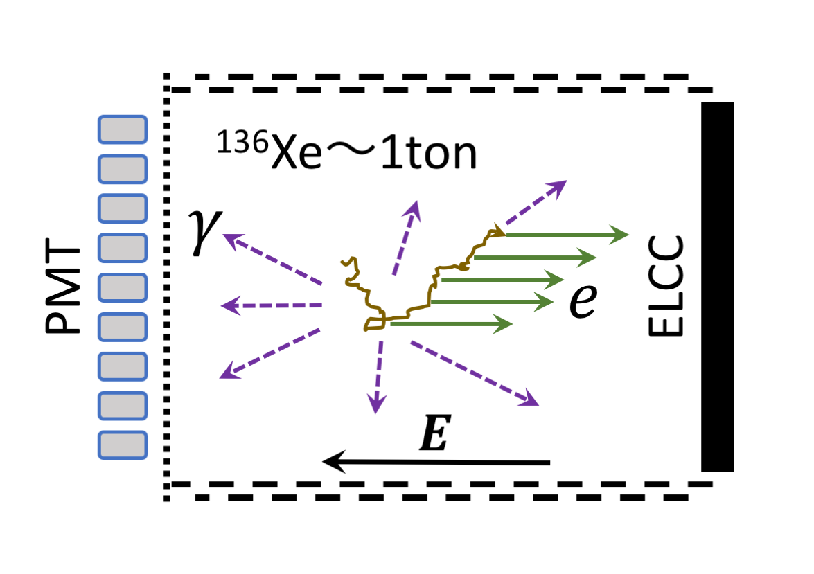 ¹³⁶Xe〜1ton
γ
PMT
e
ELCC
E